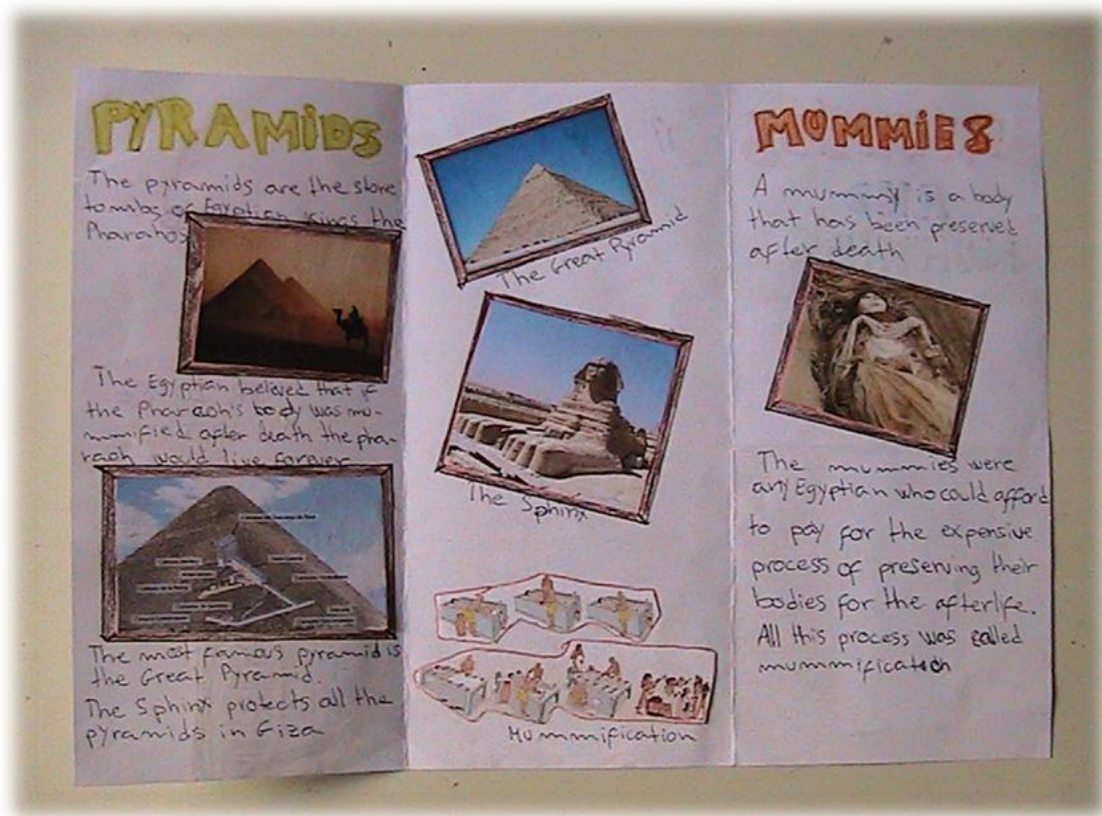 PYRAMiDS
The pyramids are the stone
tombs of Egyptian kings the
Pharahos
The Egyptian beleved that if
the Pharaoh's body was mu-
mmified after death the pha-
raoh would live forever
The most famous pyramid is
the Great Pyramid.
The Sphinx protects all the
pyramids in Giza
The Great Pyramid
The Sphinx
Mummification
MUMMiES
A mummy is a body
that has been preserved
after death
The mummies were
any Egyptian who could afford
to pay for the expensive
process of preserving their
bodies for the afterlife.
All this process was called
mummification